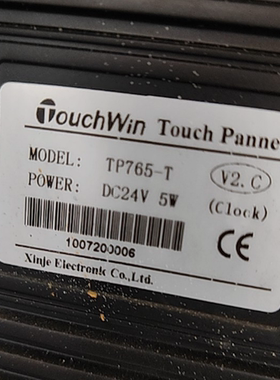 TouchWin Touch Panne
MODEL: TP765-T
V2.C
POWER: DC24V 5W
(Clock)
1007200006
CE
Xinje Electronic Co.,Ltd.